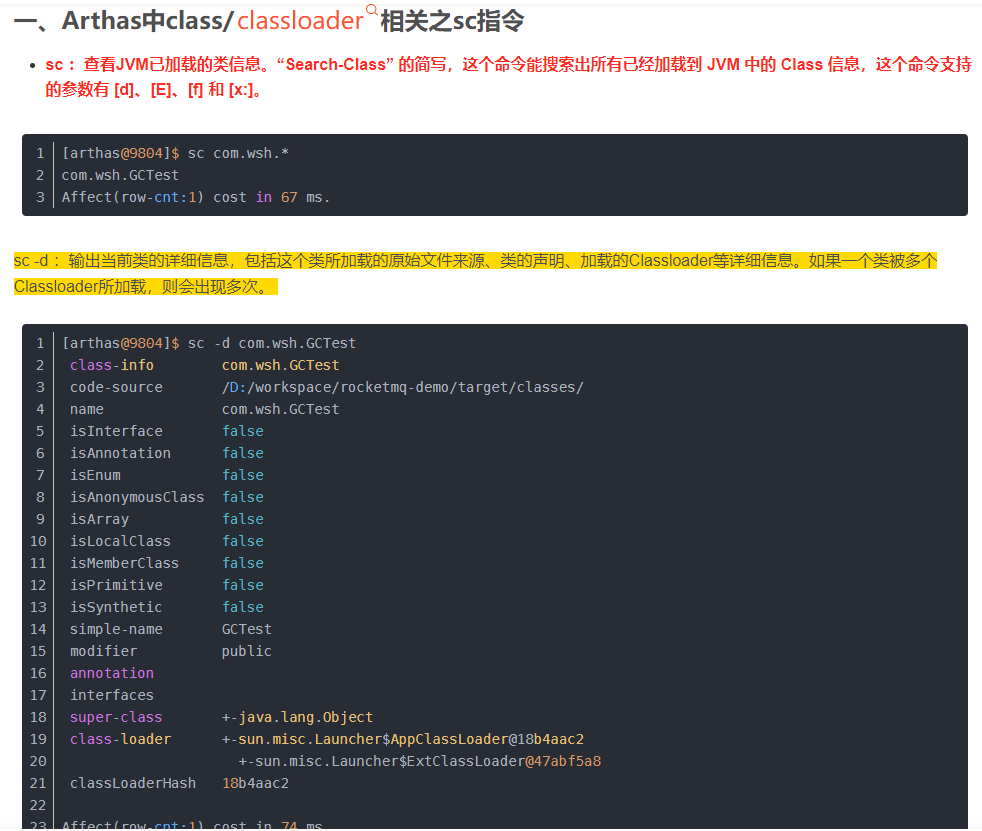 一、Arthas中class/classloader相关之sc指令
• sc ：查看JVM已加载的类信息。“Search-Class” 的简写，这个命令能搜索出所有已经加载到 JVM 中的 Class 信息，这个命令支持
的参数有 [d]、[E]、[f] 和 [x:]。
1 [arthas@9804]$ sc com.wsh.*
2 com.wsh.GCTest
3 Affect(row-cnt:1) cost in 67 ms.
sc -d ：输出当前类的详细信息，包括这个类所加载的原始文件来源、类的声明、加载的Classloader等详细信息。如果一个类被多个
Classloader所加载，则会出现多次。
1 [arthas@9804]$ sc -d com.wsh.GCTest
2 class-info com.wsh.GCTest
3 code-source /D:/workspace/rocketmq-demo/target/classes/
4 name com.wsh.GCTest
5 isInterface false
6 isAnnotation false
7 isEnum false
8 isAnonymousClass false
9 isArray false
10 isLocalClass false
11 isMemberClass false
12 isPrimitive false
13 isSynthetic false
14 simple-name GCTest
15 modifier public
16 annotation
17 interfaces
18 super-class +-java.lang.Object
19 class-loader +-sun.misc.Launcher$AppClassLoader@18b4aac2
20 +-sun.misc.Launcher$ExtClassLoader@47abf5a8
21 classLoaderHash 18b4aac2
22
23 Affect(row-cnt:1) cost in 74 ms